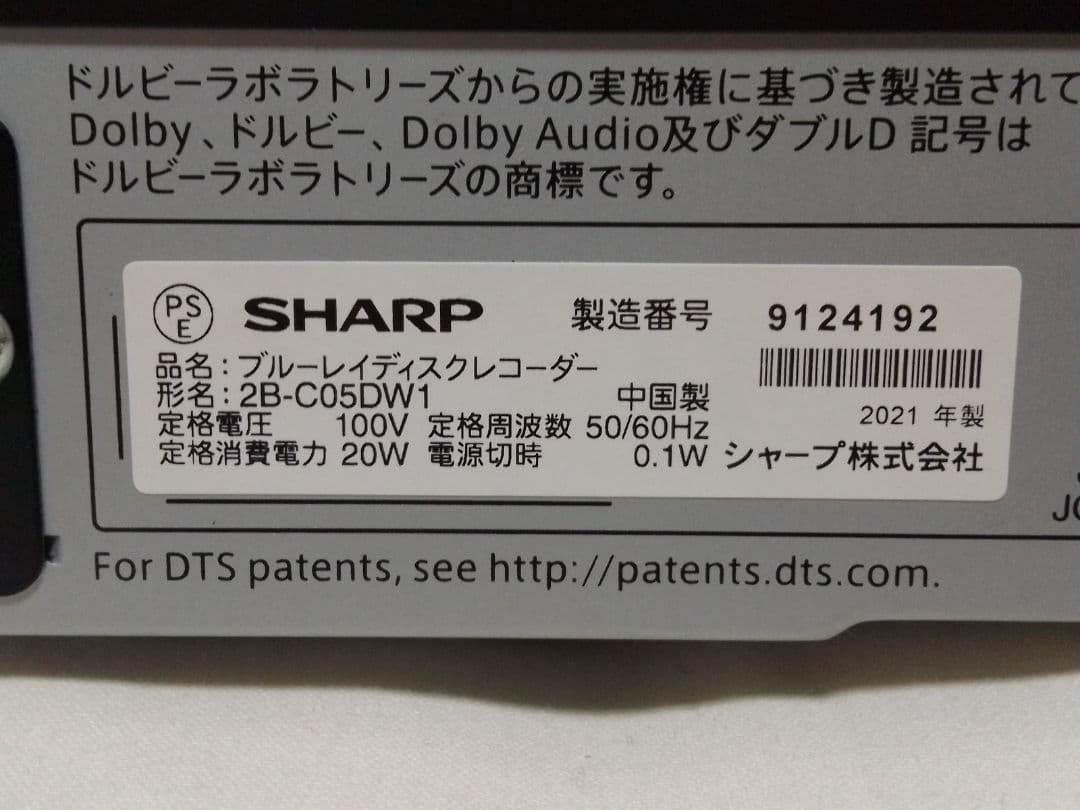 ドルビーラボラトリーズからの実施権に基づき製造されて
Dolby、ドルビー、Dolby Audio及びダブルD 記号は
ドルビーラボラトリーズの商標です。
PS
E
SHARP 製造番号 9124192
品名：ブルーレイディスクレコーダー
形名：2B-C05DW1 中国製
2021 年製
定格電圧 100V 定格周波数 50/60Hz
定格消費電力 20W 電源切時 0.1W シャープ株式会社
For DTS patents, see http://patents.dts.com.